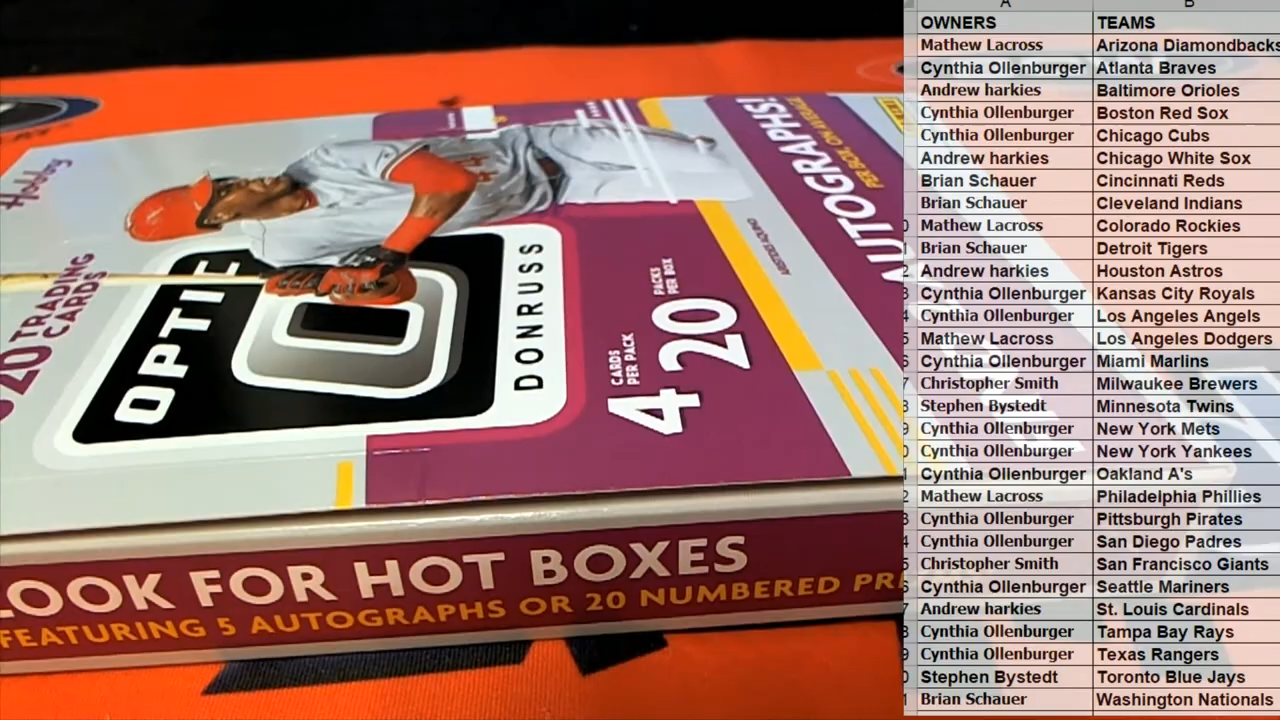 Hobby
20 TRADING
CARDS
OPTIC
DONRUSS
4 CARDS
PER PACK
20 PACKS
PER BOX
AUTOGRAPHS!
PER BOX, ON AVERAGE
LOOK FOR HOT BOXES
FEATURING 5 AUTOGRAPHS OR 20 NUMBERED PRI
A B
OWNERS TEAMS
Mathew Lacross Arizona Diamondbacks
Cynthia Ollenburger Atlanta Braves
Andrew harkies Baltimore Orioles
Cynthia Ollenburger Boston Red Sox
Cynthia Ollenburger Chicago Cubs
Andrew harkies Chicago White Sox
Brian Schauer Cincinnati Reds
Brian Schauer Cleveland Indians
Mathew Lacross Colorado Rockies
Brian Schauer Detroit Tigers
Andrew harkies Houston Astros
Cynthia Ollenburger Kansas City Royals
Cynthia Ollenburger Los Angeles Angels
Mathew Lacross Los Angeles Dodgers
Cynthia Ollenburger Miami Marlins
Christopher Smith Milwaukee Brewers
Stephen Bystedt Minnesota Twins
Cynthia Ollenburger New York Mets
Cynthia Ollenburger New York Yankees
Cynthia Ollenburger Oakland A's
Mathew Lacross Philadelphia Phillies
Cynthia Ollenburger Pittsburgh Pirates
Cynthia Ollenburger San Diego Padres
Christopher Smith San Francisco Giants
Cynthia Ollenburger Seattle Mariners
Andrew harkies St. Louis Cardinals
Cynthia Ollenburger Tampa Bay Rays
Cynthia Ollenburger Texas Rangers
Stephen Bystedt Toronto Blue Jays
Brian Schauer Washington Nationals